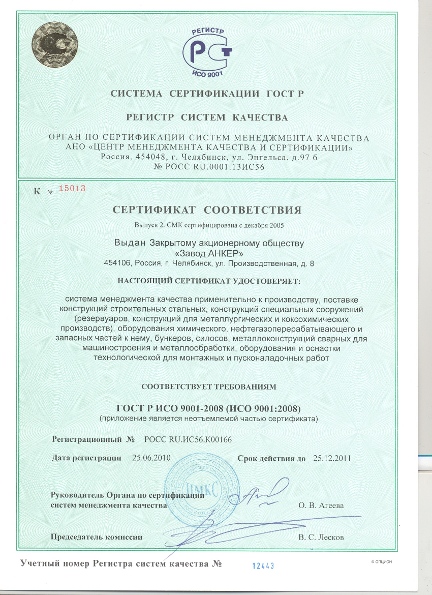 РЕГИСТР
РСТ
ИСО 9001
СИСТЕМА СЕРТИФИКАЦИИ ГОСТ Р
РЕГИСТР СИСТЕМ КАЧЕСТВА
ОРГАН ПО СЕРТИФИКАЦИИ СИСТЕМ МЕНЕДЖМЕНТА КАЧЕСТВА
АНО «ЦЕНТР МЕНЕДЖМЕНТА КАЧЕСТВА И СЕРТИФИКАЦИИ»
Россия, 454048, г. Челябинск, ул. Энгельса, д.97 б
№ РОСС RU.0001.13ИС56
К № 15013
СЕРТИФИКАТ СООТВЕТСТВИЯ
Выпуск 2. СМК сертифицирована с декабря 2005
Выдан Закрытому акционерному обществу
«Завод АНКЕР»
454106, Россия, г. Челябинск, ул. Производственная, д. 8
НАСТОЯЩИЙ СЕРТИФИКАТ УДОСТОВЕРЯЕТ:
система менеджмента качества применительно к производству, поставке
конструкций строительных стальных, конструкций специальных сооружений
(резервуаров, конструкций для металлургических и коксохимических
производств), оборудования химического, нефтегазоперерабатывающего и
запасных частей к нему, бункеров, силосов, металлоконструкций сварных для
машиностроения и металлообработки, оборудования и оснастки
технологической для монтажных и пусконаладочных работ
СООТВЕТСТВУЕТ ТРЕБОВАНИЯМ
ГОСТ Р ИСО 9001-2008 (ИСО 9001:2008)
(приложение является неотъемлемой частью сертификата)
Регистрационный № РОСС RU.ИС56.К00166
Дата регистрации 25.06.2010 Срок действия до 25.12.2011
ЦМКС
Руководитель Органа по сертификации
систем менеджмента качества О. В. Агеева
Председатель комиссии В. С. Лесков
Учетный номер Регистра систем качества № 12443